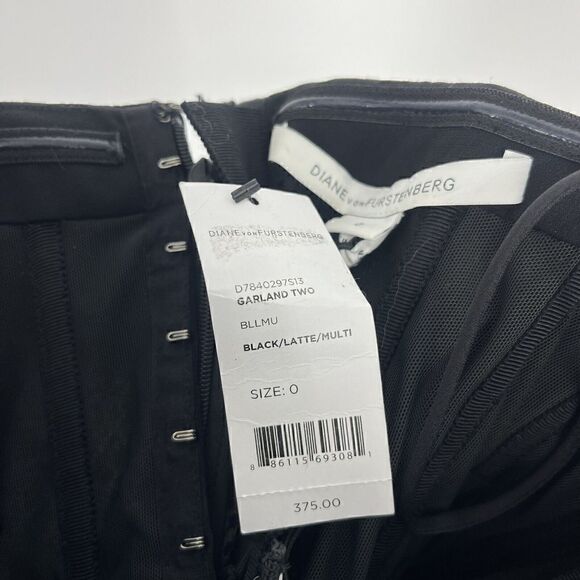 DIANE VON FURSTENBERG
DIANE VON FURSTENBERG
D7840297S13
GARLAND TWO
BLLMU
BLACK/LATTE/MULTI
SIZE: 0
8 86115 69308 1
375.00